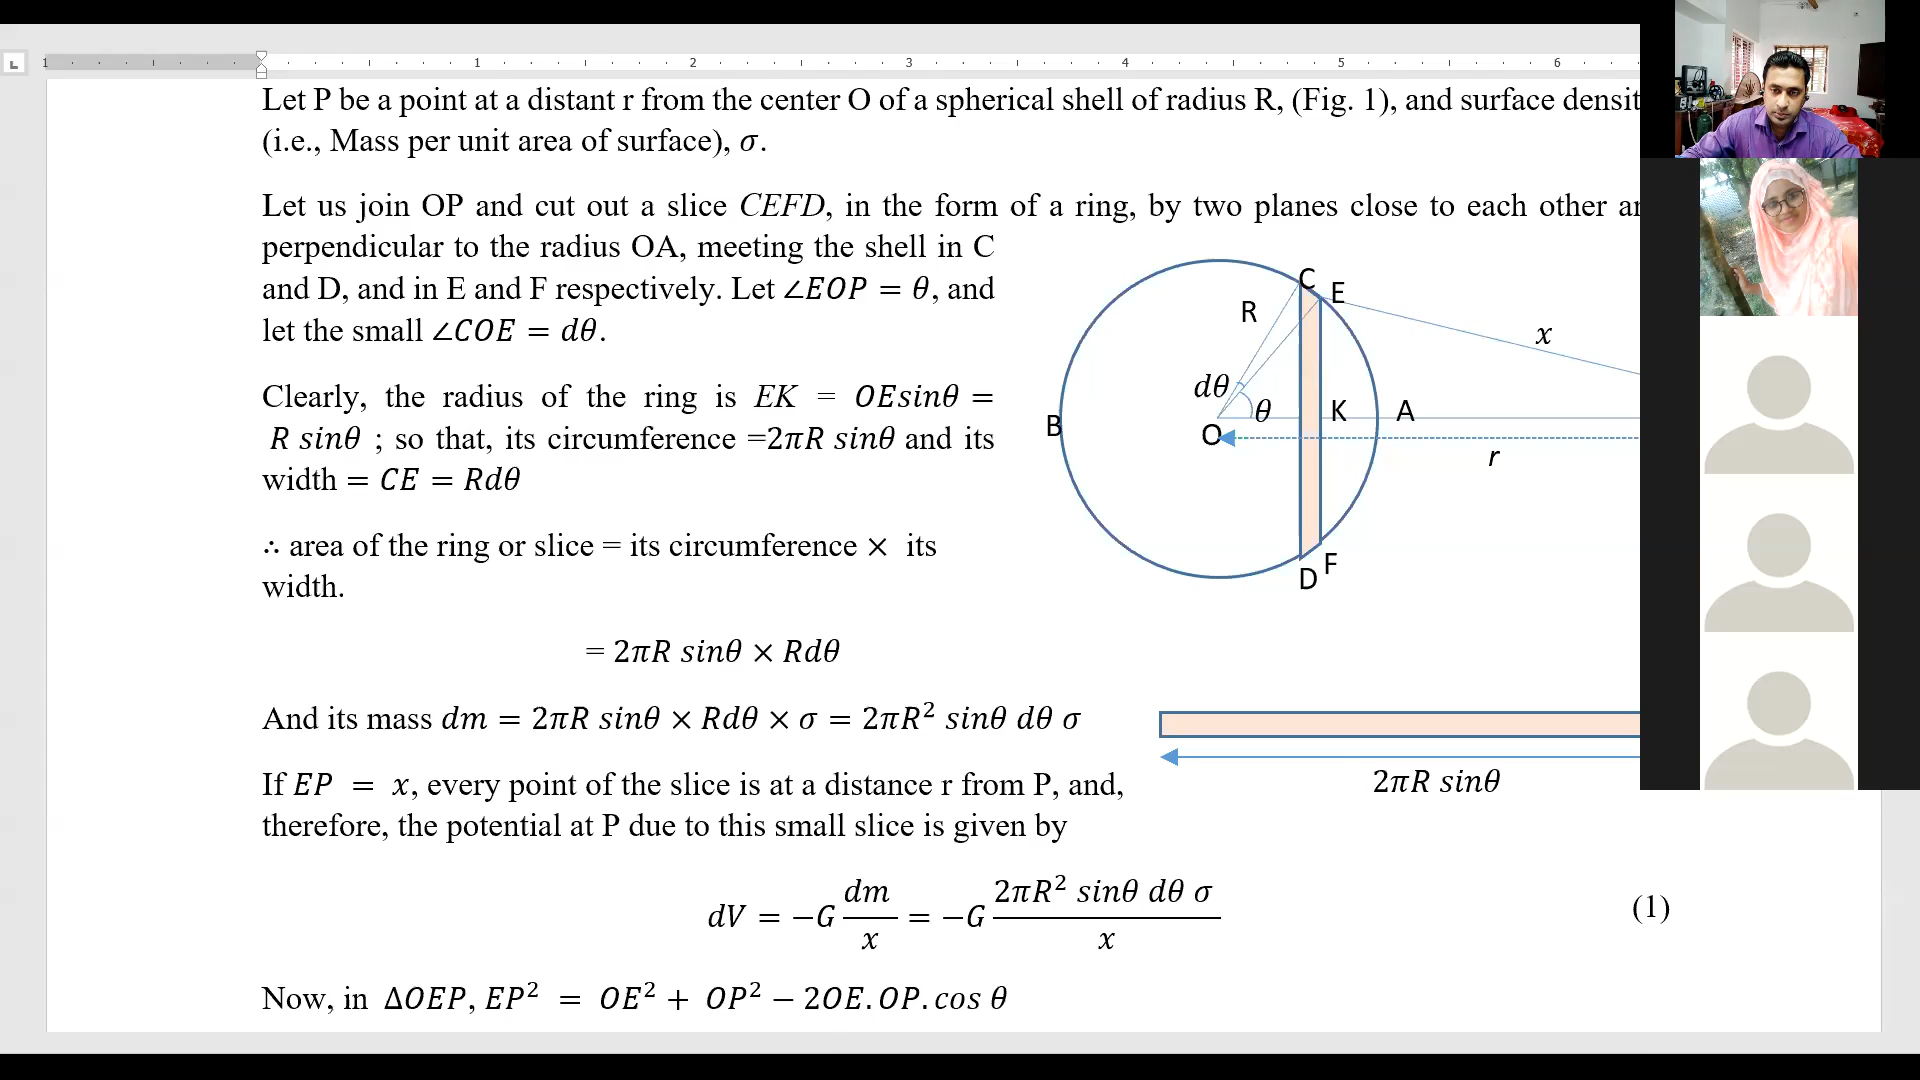 1 1 2 3 4 5 6
Let P be a point at a distant r from the center O of a spherical shell of radius R, (Fig. 1), and surface
(i.e., Mass per unit area of surface), σ.
Let us join OP and cut out a slice CEFD, in the form of a ring, by two planes close to each other
perpendicular to the radius OA, meeting the shell in C
and D, and in E and F respectively. Let ∠EOP = θ, and
let the small ∠COE = dθ.
Clearly, the radius of the ring is EK = OEsinθ =
R sinθ ; so that, its circumference =2πR sinθ and its
width = CE = Rdθ
∴ area of the ring or slice = its circumference × its
width.
= 2πR sinθ × Rdθ
And its mass dm = 2πR sinθ × Rdθ × σ = 2πR² sinθ dθ σ
If EP = x, every point of the slice is at a distance r from P, and,
therefore, the potential at P due to this small slice is given by
dV = −G dm/x = −G 2πR² sinθ dθ σ/x (1)
Now, in ΔOEP, EP² = OE² + OP² − 2OE.OP.cos θ
C
E
R
x
dθ
θ
K
A
B
O
r
F
D
2πR sinθ